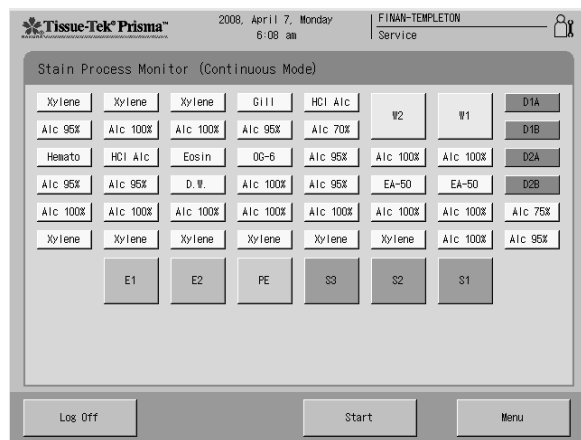 Tissue-Tek® Prisma™
2008, April 7, Monday
6:08 am
FINAN-TEMPLETON
Service
Stain Process Monitor (Continuous Mode)
Xylene Xylene Xylene Gill HCl Alc W2 W1 D1A
Alc 95% Alc 100% Alc 100% Alc 95% Alc 70% D1B
Hemato HCl Alc Eosin OG-6 Alc 95% Alc 100% Alc 100% D2A
Alc 95% Alc 95% D.W. Alc 100% Alc 95% EA-50 EA-50 D2B
Alc 100% Alc 100% Alc 100% Alc 100% Alc 100% Alc 100% Alc 100% Alc 75%
Xylene Xylene Xylene Xylene Xylene Xylene Alc 100% Alc 95%
E1 E2 PE S3 S2 S1
Log Off Start Menu